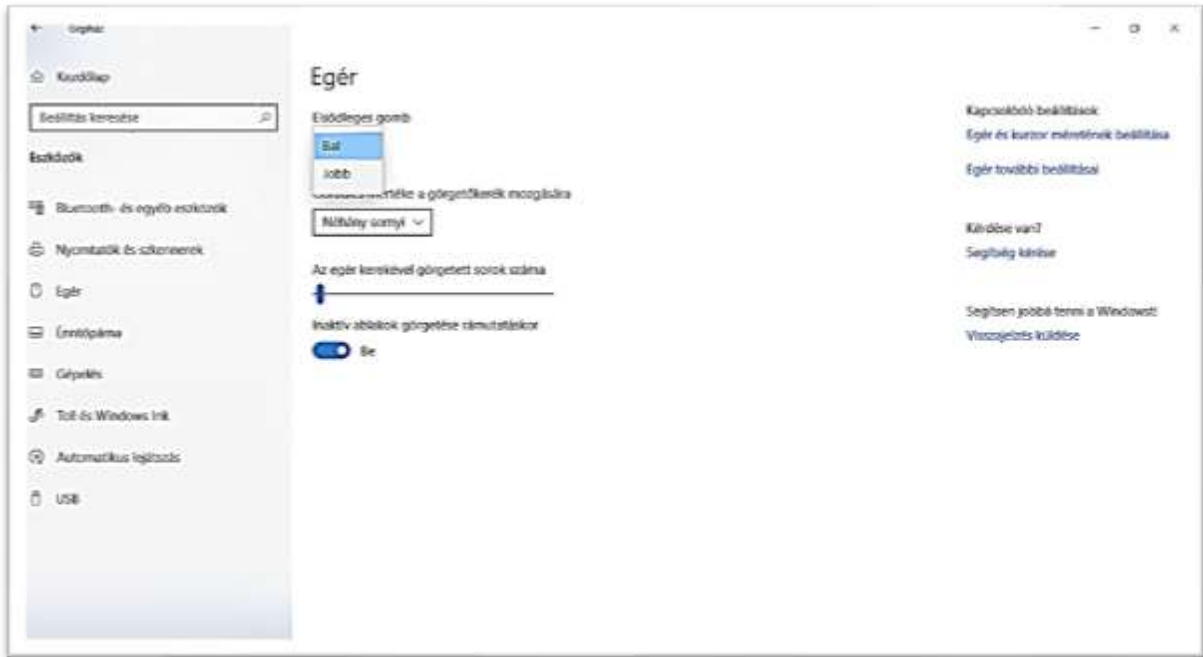 Gépház
Kezdőlap
Beállítás keresése
Eszközök
Bluetooth- és egyéb eszközök
Nyomtatók és szkennerek
Egér
Érintőpárna
Gépelés
Toll és Windows Ink
Automatikus lejátszás
USB
Egér
Elsődleges gomb
Bal
Jobb
mértéke a görgetőkerék mozgására
Néhány sornyi
Az egér kerekével görgetett sorok száma
Inaktív ablakok görgetése rámutatáskor
Be
Kapcsolódó beállítások
Egér és kurzor méretének beállítása
Egér további beállításai
Kérdése van?
Segítség kérése
Segítsen jobbá tenni a Windowst!
Visszajelzés küldése